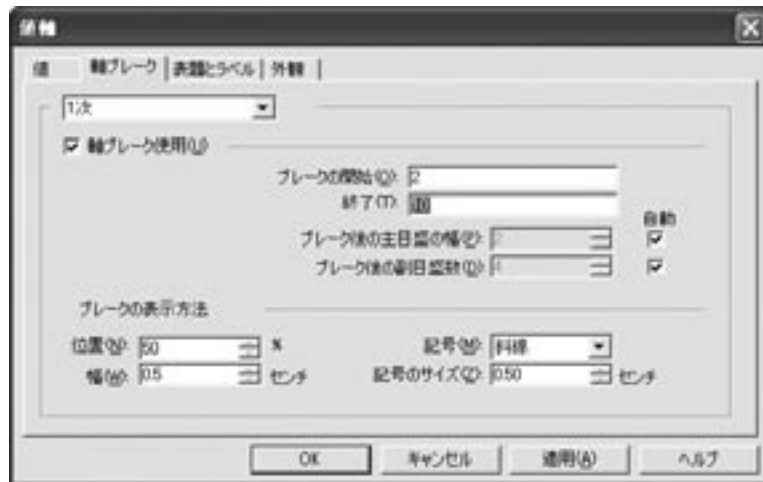 値軸
値 軸ブレーク 表題とラベル 外観
1次
軸ブレーク使用(U)
ブレークの開始(O): 2
終了(T):
自動
ブレーク後の主目盛の幅(P): 2
ブレーク後の副目盛数(D): 4
ブレークの表示方法
位置(N): 50 % 記号(M): 斜線
幅(W): 0.5 センチ 記号のサイズ(Z): 0.50 センチ
OK キャンセル 適用(A) ヘルプ